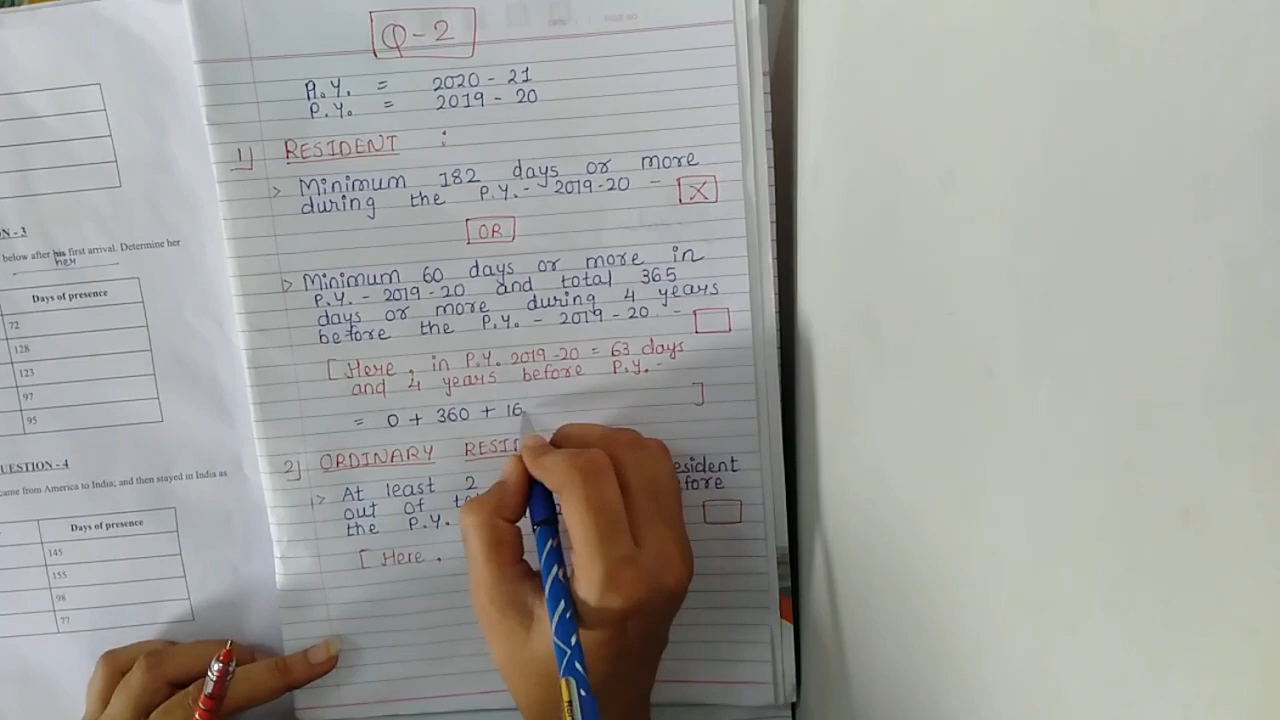 Q - 2
A.Y. = 2020 - 21
P.Y. = 2019 - 20
1] RESIDENT :
> Minimum 182 days or more
during the P.Y. - 2019-20 - X
OR
> Minimum 60 days or more in
P.Y. - 2019-20 and total 365
days or more during 4 years
before the P.Y. - 2019-20. -
[Here, in P.Y. 2019-20 = 63 days
and 4 years before P.Y. -
= 0 + 360 + 16 ]
2] ORDINARY
1> At least 2 resident
out of
the P.Y.
[Here,
N - 3
below after his first arrival. Determine her
her
Days of presence
72
128
123
97
95
UESTION - 4
came from America to India; and then stayed in India as
Days of presence
145
155
98
77